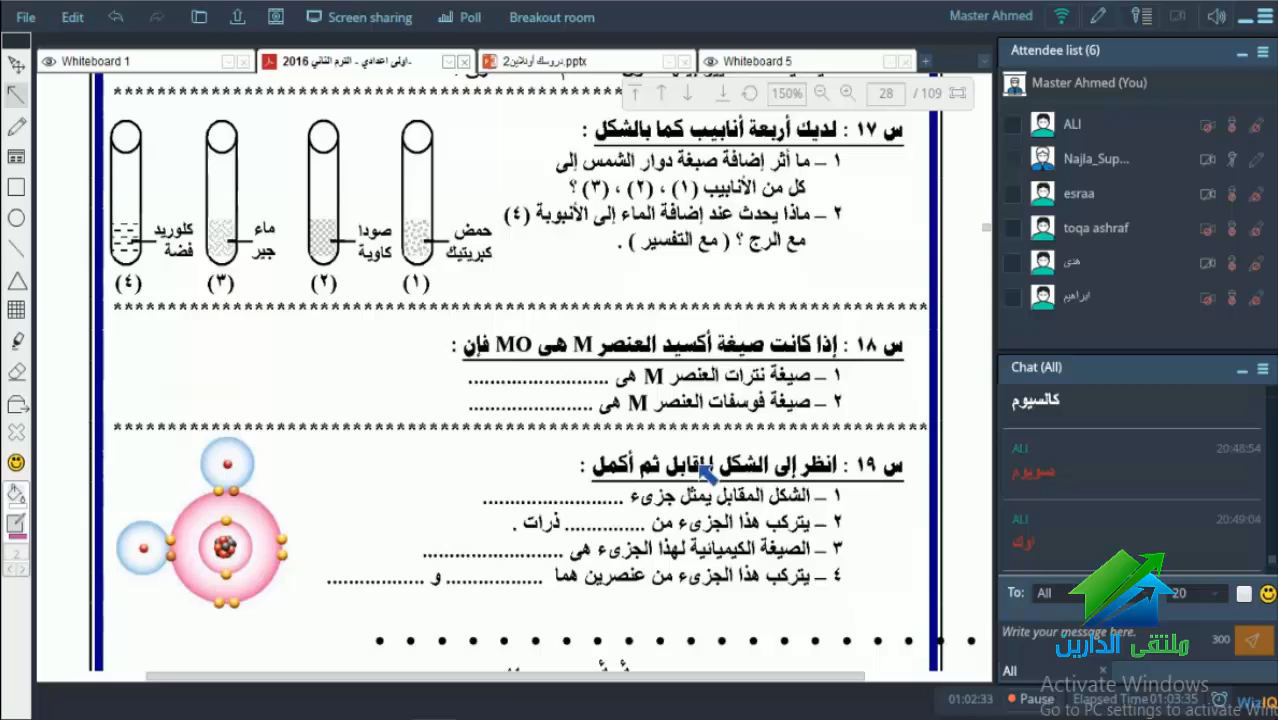 File Edit Screen sharing Poll Breakout room Master Ahmed
Whiteboard 1
اولى اعدادي - الترم الثاني 2016-
دروسك أونلاين2.pptx
Whiteboard 5
150% 28 / 109
س ١٧ : لديك أربعة أنابيب كما بالشكل :
١ – ما أثر إضافة صبغة دوار الشمس إلى
كل من الأنابيب (١) ، (٢) ، (٣) ؟
٢ – ماذا يحدث عند إضافة الماء إلى الأنبوبة (٤)
مع الرج ؟ ( مع التفسير ) .
حمض كبريتيك
صودا كاوية
ماء جير
كلوريد فضة
(١) (٢) (٣) (٤)
س ١٨ : إذا كانت صيغة أكسيد العنصر M هى MO فإن :
١ – صيغة نترات العنصر M هى ..........................
٢ – صيغة فوسفات العنصر M هى .......................
س ١٩ : انظر إلى الشكل المقابل ثم أكمل :
١ – الشكل المقابل يمثل جزىء ..........................
٢ – يتركب هذا الجزىء من ............... ذرات .
٣ – الصيغة الكيميائية لهذا الجزىء هى ..........................
٤ – يتركب هذا الجزىء من عنصرين هما .................. و ..................
Attendee list (6)
Master Ahmed (You)
ALI
Najla_Sup...
esraa
toqa ashraf
هدى
ابراهيم
Chat (All)
كالسيوم
ALI 20:48:54
صويوم
ALI 20:49:04
اوك
To: All 20
Write your message here. 300
ملتقى الدارين
All
Activate Windows
Go to PC settings to activate Win
01:02:33 Pause Elapsed Time:01:03:35 WizIQ
2